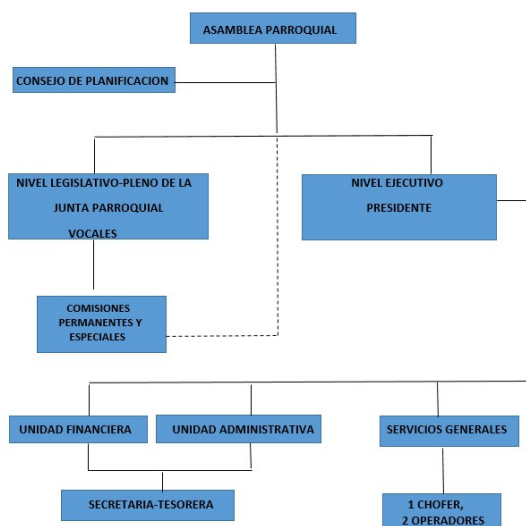 ASAMBLEA PARROQUIAL
CONSEJO DE PLANIFICACION
NIVEL LEGISLATIVO-PLENO DE LA
JUNTA PARROQUIAL
VOCALES
NIVEL EJECUTIVO
PRESIDENTE
COMISIONES
PERMANENTES Y
ESPECIALES
UNIDAD FINANCIERA
UNIDAD ADMINISTRATIVA
SERVICIOS GENERALES
SECRETARIA-TESORERA
1 CHOFER,
2 OPERADORES